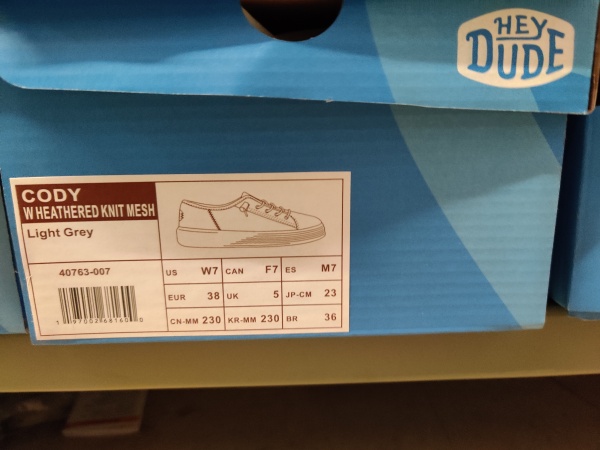 HEY
DUDE
CODY
W HEATHERED KNIT MESH
Light Grey
40763-007
US W7 CAN F7 ES M7
EUR 38 UK 5 JP-CM 23
CN-MM 230 KR-MM 230 BR 36